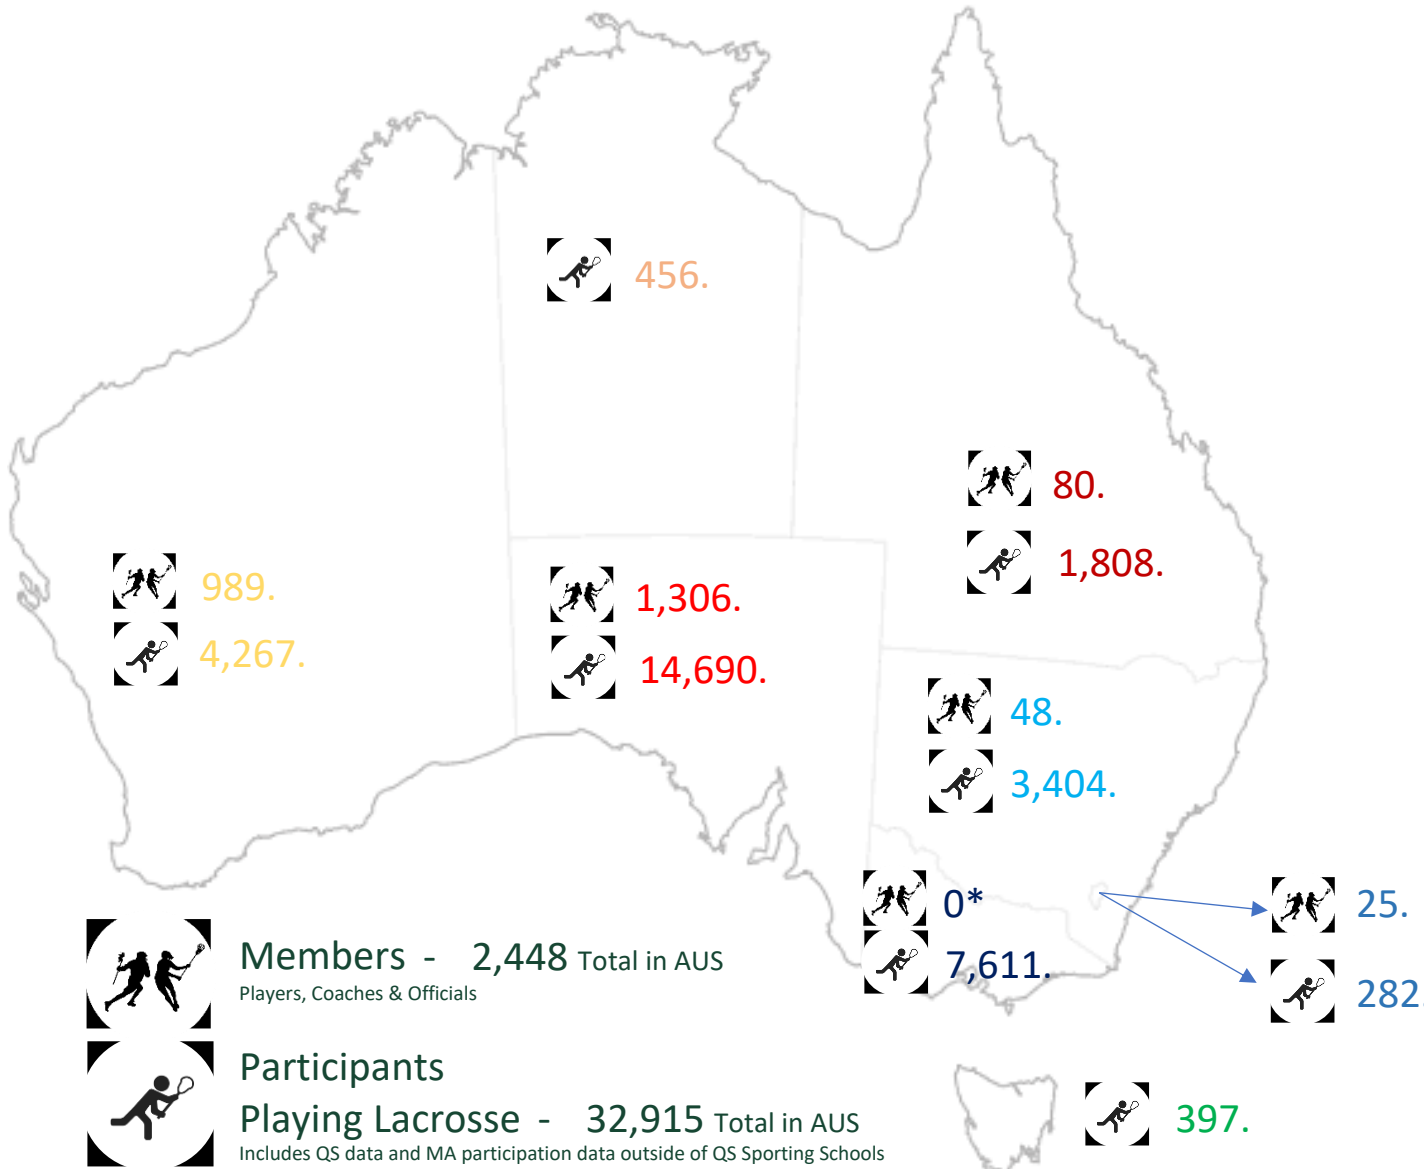 456.
80.
1,808.
989.
4,267.
1,306.
14,690.
48.
3,404.
0*
7,611.
25.
282.
Members - 2,448 Total in AUS
Players, Coaches & Officials
Participants
Playing Lacrosse - 32,915 Total in AUS
Includes QS data and MA participation data outside of QS Sporting Schools
397.